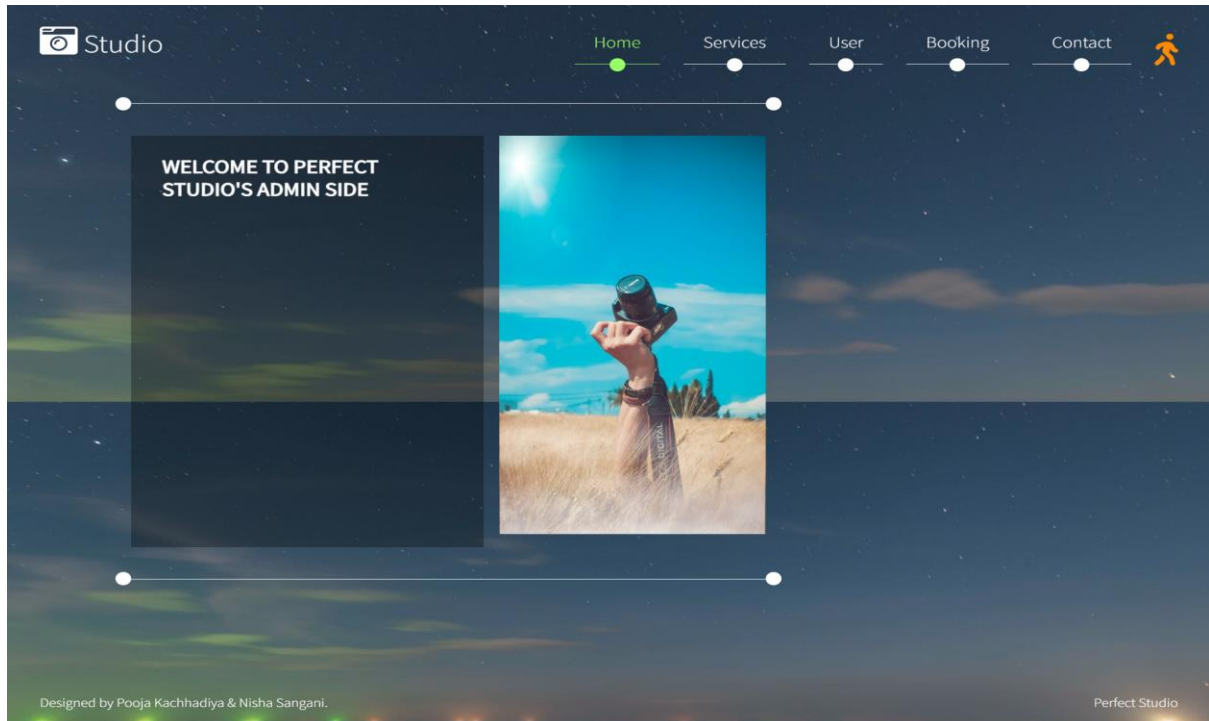 Studio
Home Services User Booking Contact
WELCOME TO PERFECT
STUDIO'S ADMIN SIDE
DIGITAL
Designed by Pooja Kachhadiya & Nisha Sangani.
Perfect Studio